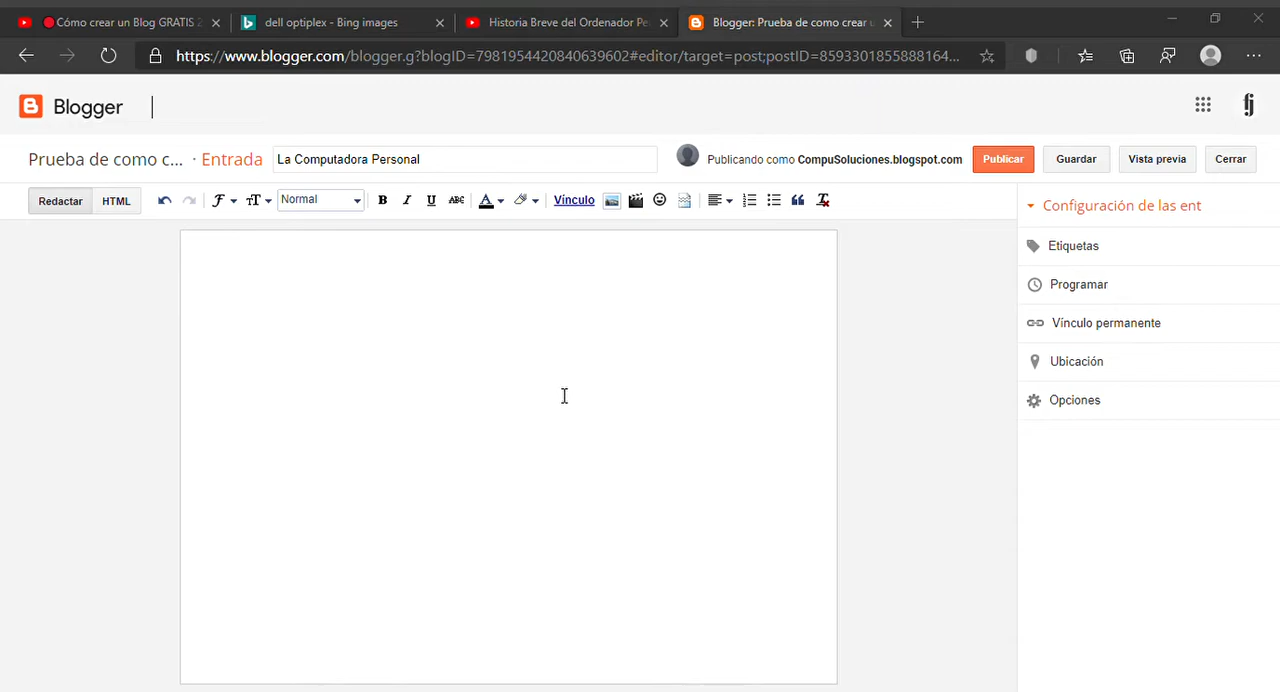 Cómo crear un Blog GRATIS 2
dell optiplex - Bing images
Historia Breve del Ordenador Pe
Blogger: Prueba de como crear u
https://www.blogger.com/blogger.g?blogID=7981954420840639602#editor/target=post;postID=8593301855888164...
Blogger
Prueba de como c... · Entrada
La Computadora Personal
Publicando como CompuSoluciones.blogspot.com
Publicar
Guardar
Vista previa
Cerrar
Redactar
HTML
Normal
B
I
U
ABC
A
Vínculo
Configuración de las ent
Etiquetas
Programar
Vínculo permanente
Ubicación
Opciones